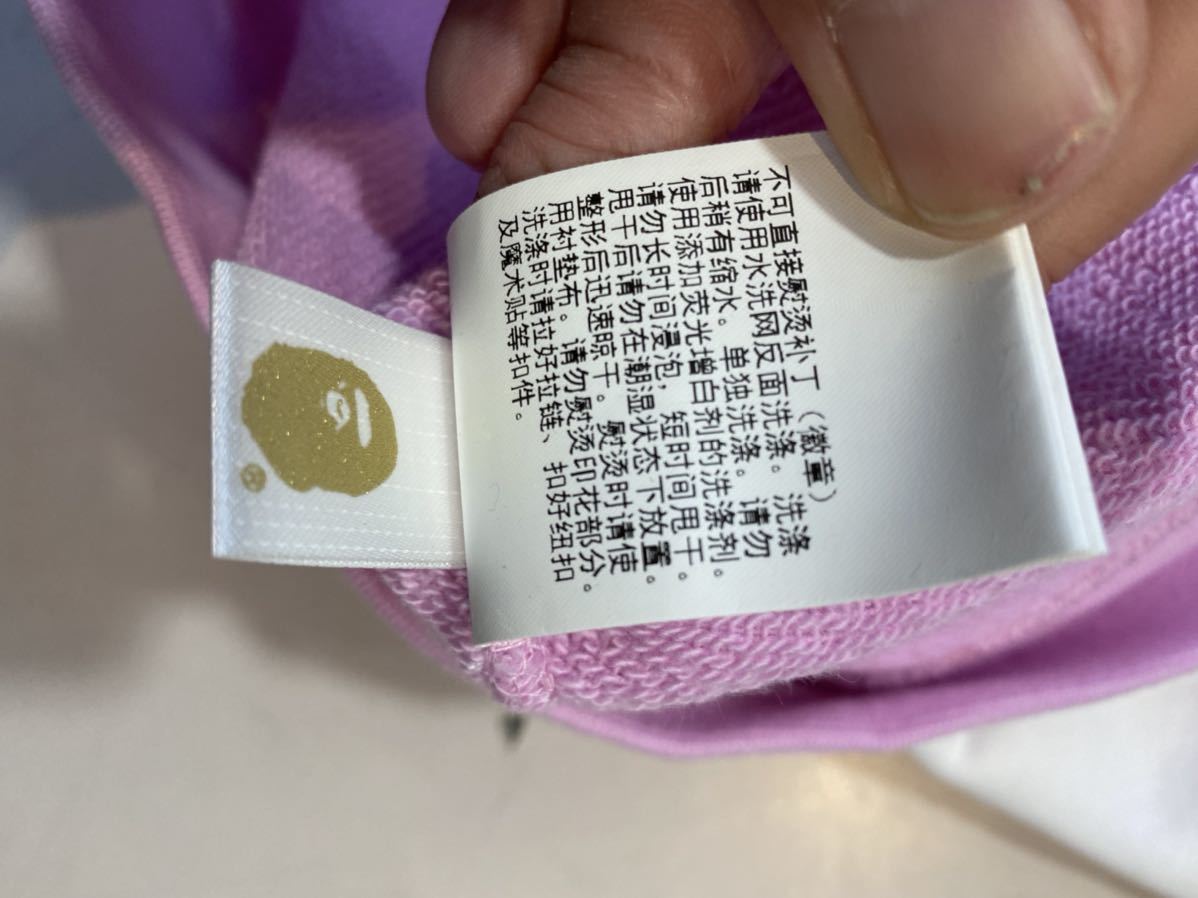 不可直接熨烫补丁（徽章）
请使用水洗网反面洗涤。洗涤
后稍有缩水。单独洗涤。请勿
使用添加荧光增白剂的洗涤剂。
请勿长时间漫泡，短时间甩干。
甩干后请勿在潮湿状态下放置。
整形后迅速晾干。熨烫时请使
用衬垫布。请勿熨烫印花部分。
洗涤时请拉好拉链、扣好纽扣
及魔术贴等扣件。
®